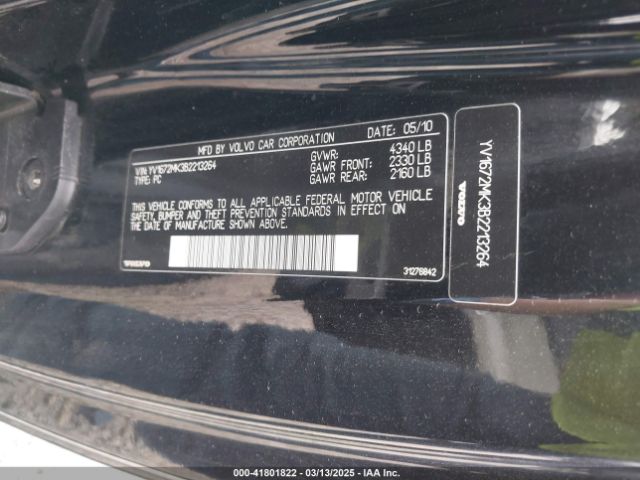 MFD BY VOLVO CAR CORPORATION DATE: 05/10
VIN: YV1672MK3B2213264
TYPE: PC
GVWR: 4340 LB
GAWR FRONT: 2330 LB
GAWR REAR: 2160 LB
THIS VEHICLE CONFORMS TO ALL APPLICABLE FEDERAL MOTOR VEHICLE
SAFETY, BUMPER AND THEFT PREVENTION STANDARDS IN EFFECT ON
THE DATE OF MANUFACTURE SHOWN ABOVE.
VOLVO
31276842
YV1672MK3B2213264
VOLVO
000-41801822 — 03/13/2025 — IAA Inc.